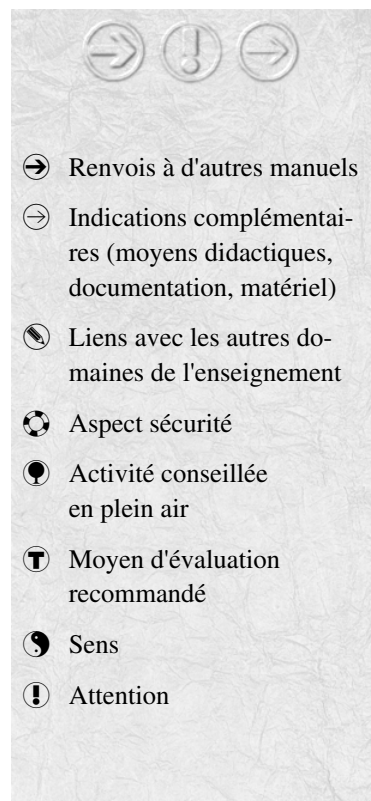 Renvois à d'autres manuels
Indications complémentai-
res (moyens didactiques,
documentation, matériel)
Liens avec les autres do-
maines de l'enseignement
Aspect sécurité
Activité conseillée
en plein air
T Moyen d'évaluation
recommandé
Sens
! Attention